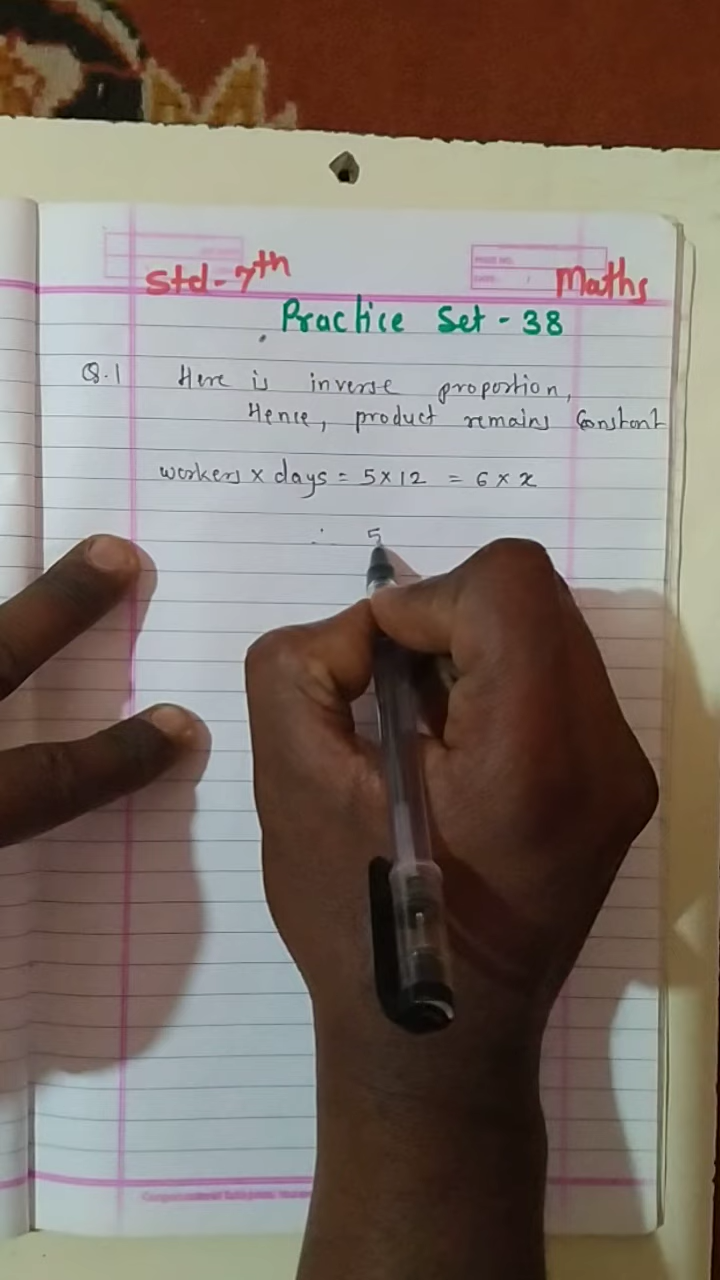 Std-7th
Maths
Practice Set - 38
Q.1 Here is inverse proportion,
Hence, product remains Constant
workers × days = 5 × 12 = 6 × x
∴ 5